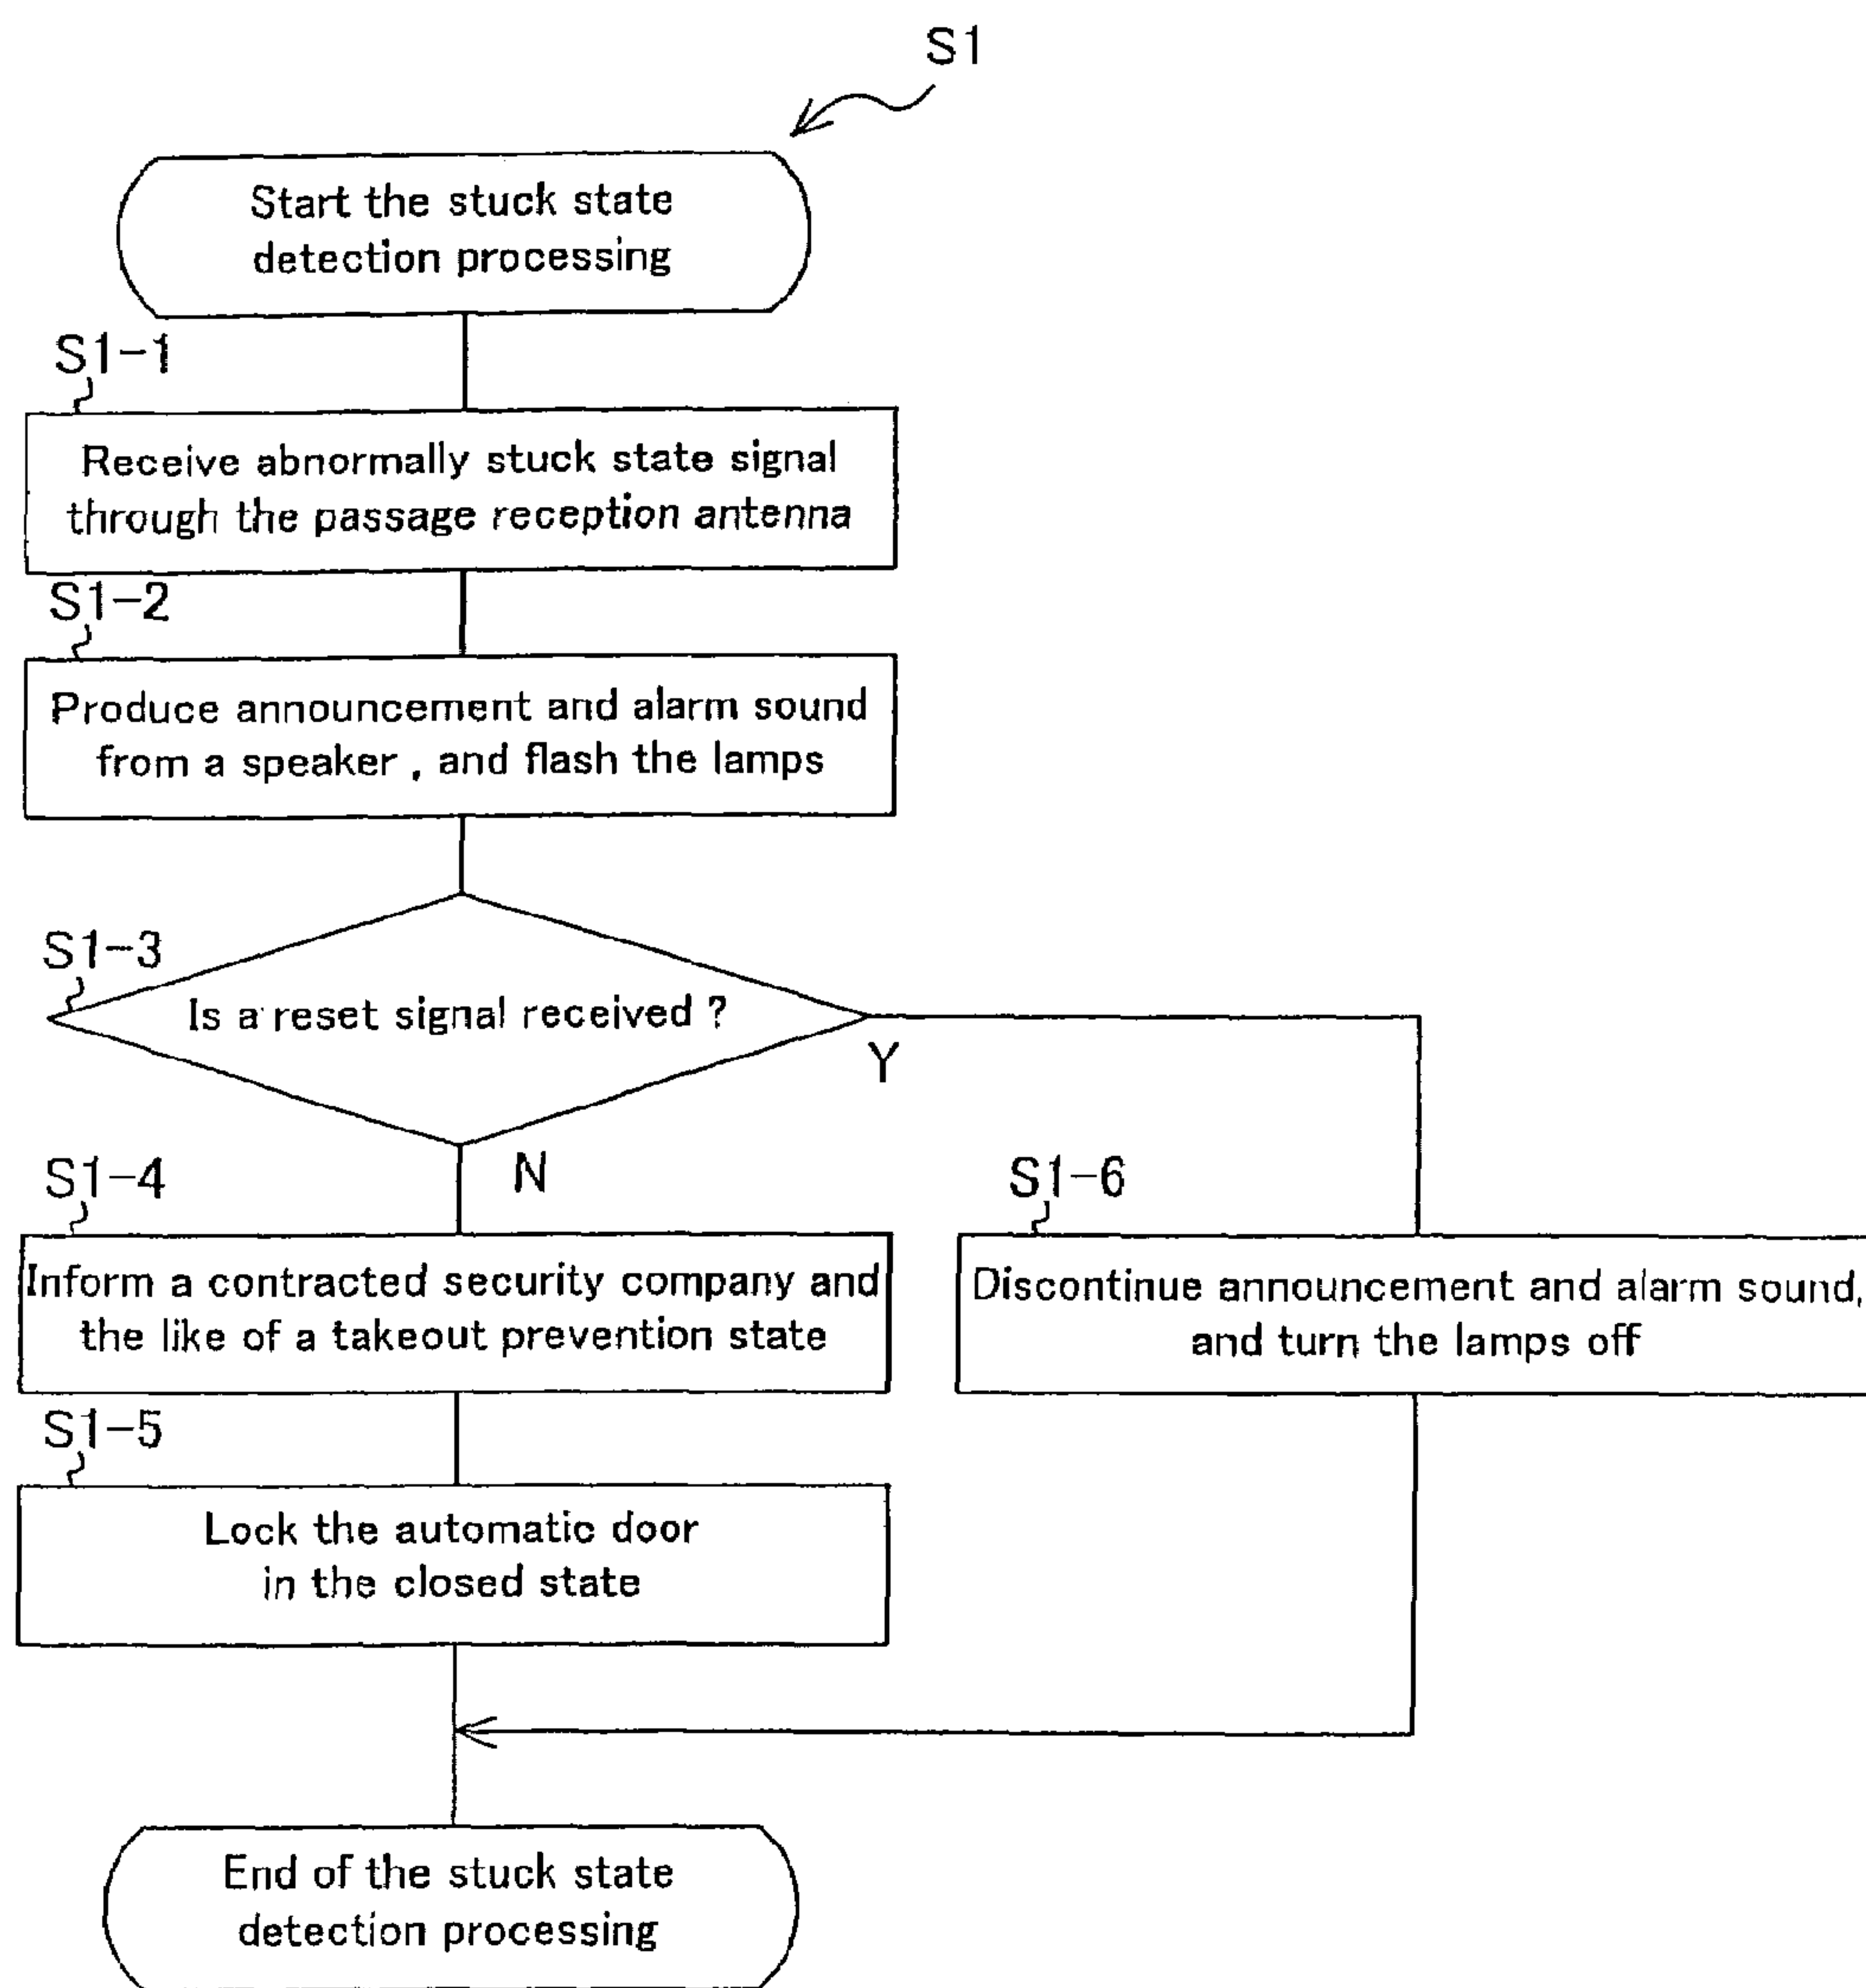 S1
Start the stuck state
detection processing
S1-1
Receive abnormally stuck state signal
through the passage reception antenna
S1-2
Produce announcement and alarm sound
from a speaker, and flash the lamps
S1-3
Is a reset signal received ?
Y
N
S1-4
Inform a contracted security company and
the like of a takeout prevention state
S1-6
Discontinue announcement and alarm sound,
and turn the lamps off
S1-5
Lock the automatic door
in the closed state
End of the stuck state
detection processing